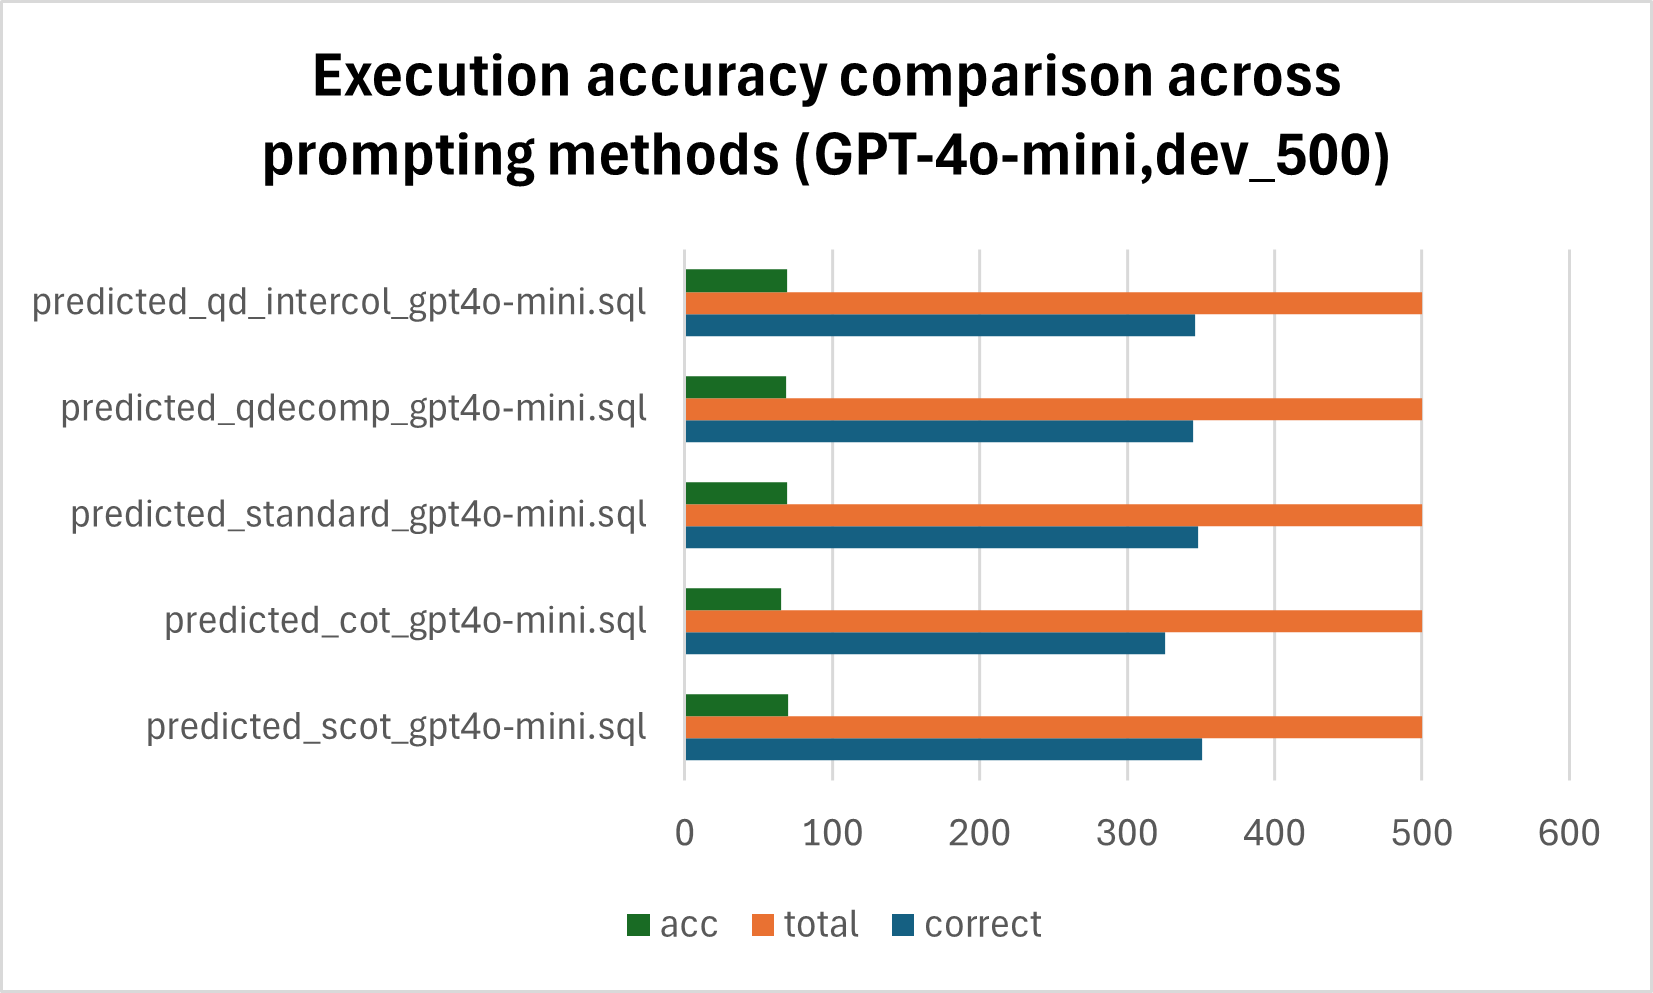 Execution accuracy comparison across
prompting methods (GPT-4o-mini,dev_500)
predicted_qd_intercol_gpt4o-mini.sql
predicted_qdecomp_gpt4o-mini.sql
predicted_standard_gpt4o-mini.sql
predicted_cot_gpt4o-mini.sql
predicted_scot_gpt4o-mini.sql
0 100 200 300 400 500 600
acc total correct